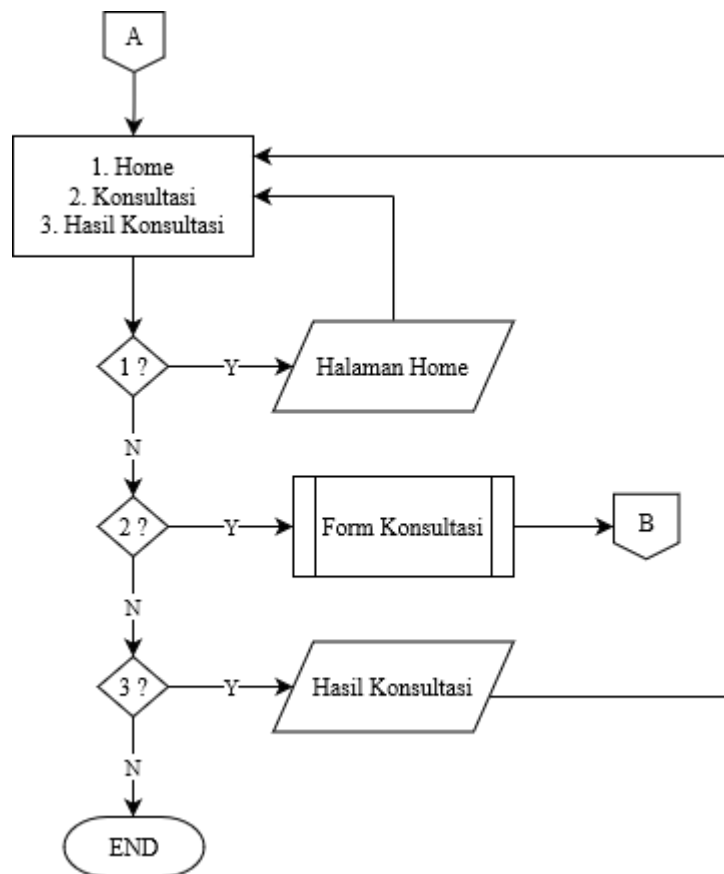 A
1. Home
2. Konsultasi
3. Hasil Konsultasi
1 ?
Y
Halaman Home
N
2 ?
Y
Form Konsultasi
B
N
3 ?
Y
Hasil Konsultasi
N
END